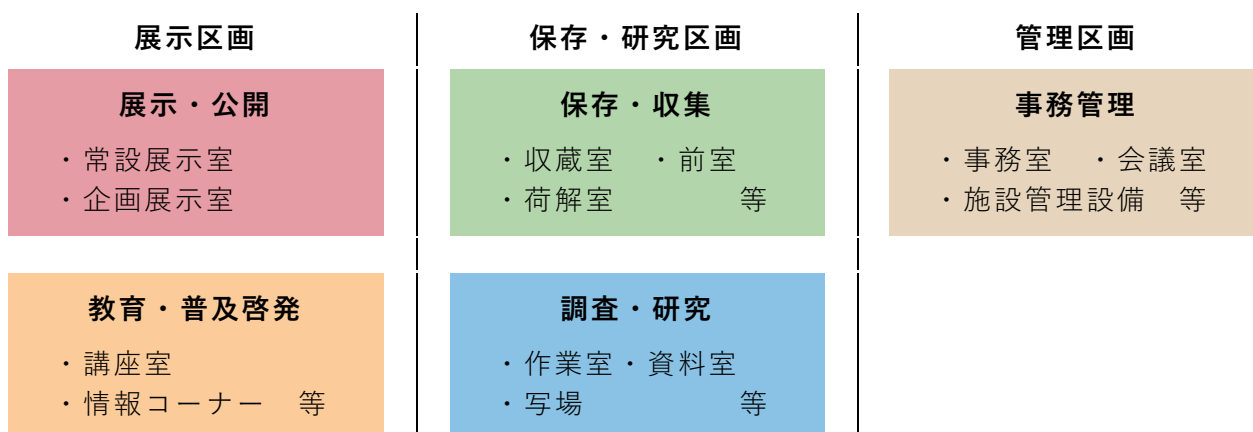 展示区画
保存・研究区画
管理区画
展示・公開
・常設展示室
・企画展示室
保存・収集
・収蔵室　・前室
・荷解室　　　等
事務管理
・事務室　・会議室
・施設管理設備　等
教育・普及啓発
・講座室
・情報コーナー　等
調査・研究
・作業室・資料室
・写場　　　　等